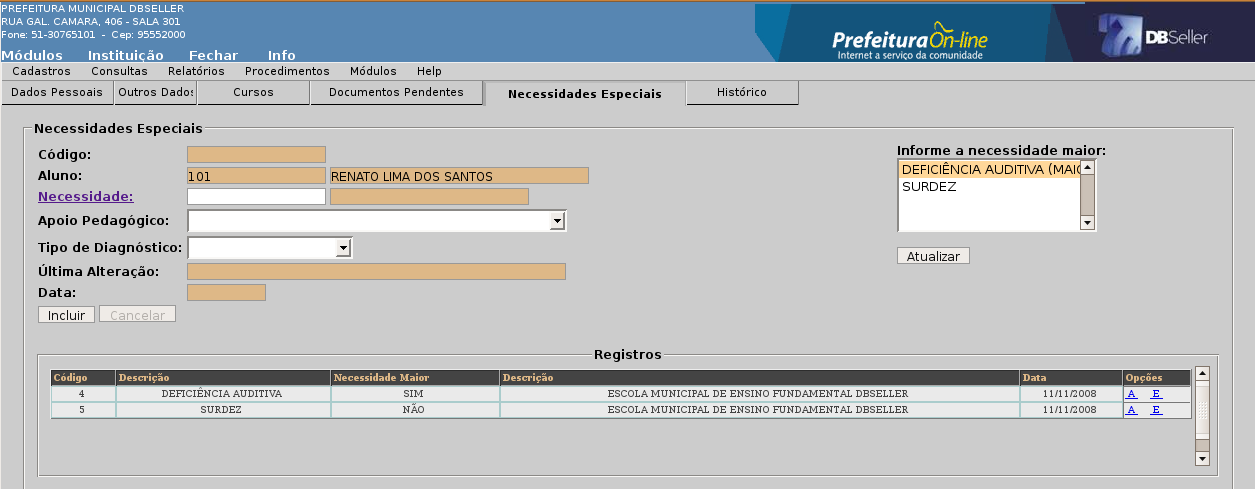 PREFEITURA MUNICIPAL DBSELLER
RUA GAL. CAMARA, 406 - SALA 301
Fone: 51-30765101 - Cep: 95552000
Prefeitura On-line
Internet a serviço da comunidade
DBSeller
Módulos Instituição Fechar Info
Cadastros Consultas Relatórios Procedimentos Módulos Help
Dados Pessoais Outros Dados Cursos Documentos Pendentes Necessidades Especiais Histórico
Necessidades Especiais
Código:
Aluno: 101 RENATO LIMA DOS SANTOS
Necessidade:
Apoio Pedagógico:
Tipo de Diagnóstico:
Última Alteração:
Data:
Incluir Cancelar
Informe a necessidade maior:
DEFICIÊNCIA AUDITIVA (MAIO
SURDEZ
Atualizar
Registros
Código Descrição Necessidade Maior Descrição Data Opções
4 DEFICIÊNCIA AUDITIVA SIM ESCOLA MUNICIPAL DE ENSINO FUNDAMENTAL DBSELLER 11/11/2008 A E
5 SURDEZ NÃO ESCOLA MUNICIPAL DE ENSINO FUNDAMENTAL DBSELLER 11/11/2008 A E